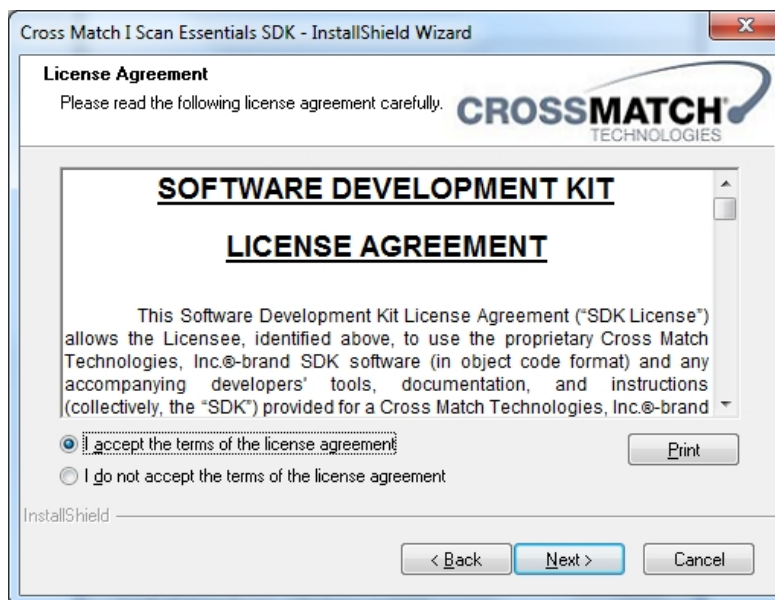 Cross Match I Scan Essentials SDK - InstallShield Wizard
License Agreement
Please read the following license agreement carefully.
CROSSMATCH®
TECHNOLOGIES
SOFTWARE DEVELOPMENT KIT
LICENSE AGREEMENT
This Software Development Kit License Agreement (“SDK License”)
allows the Licensee, identified above, to use the proprietary Cross Match
Technologies, Inc.®-brand SDK software (in object code format) and any
accompanying developers' tools, documentation, and instructions
(collectively, the “SDK”) provided for a Cross Match Technologies, Inc.®-brand
I accept the terms of the license agreement
Print
I do not accept the terms of the license agreement
InstallShield
< Back
Next >
Cancel